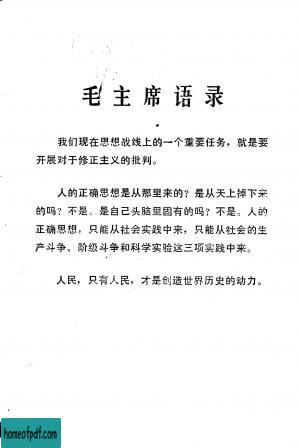 毛主席语录
我们现在思想战线上的一个重要任务，就是要
开展对于修正主义的批判。
人的正确思想是从那里来的？是从天上掉下来
的吗？不是。是自己头脑里固有的吗？不是。人的
正确思想，只能从社会实践中来，只能从社会的生
产斗争、阶级斗争和科学实验这三项实践中来。
人民，只有人民，才是创造世界历史的动力。
homeofpdf.com